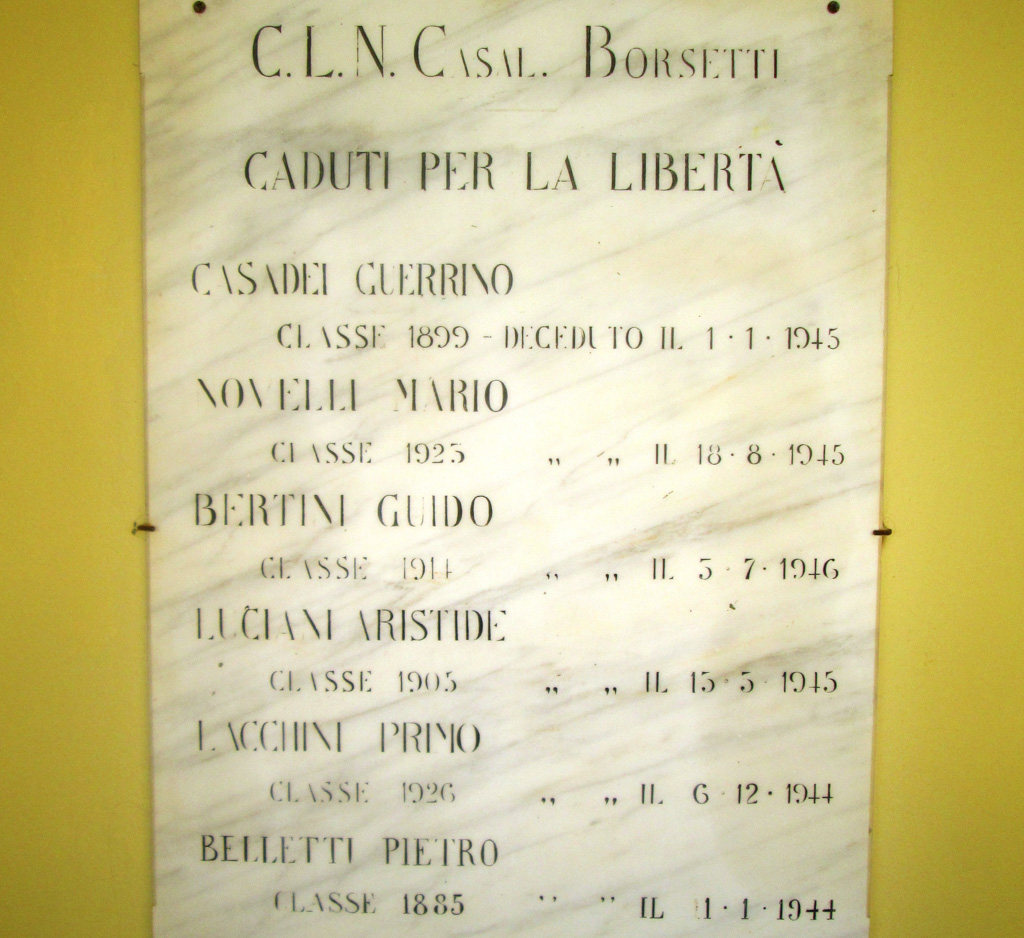 C.L.N. CASAL. BORSETTI
CADUTI PER LA LIBERTÀ
CASADEI GUERRINO
CLASSE 1899 - DECEDUTO IL 1·1·1945
NOVELLI MARIO
CLASSE 1925 „ „ IL 18·8·1945
BERTINI GUIDO
CLASSE 1914 „ „ IL 5·7·1946
LUCIANI ARISTIDE
CLASSE 1905 „ „ IL 15·5·1945
LACCHINI PRIMO
CLASSE 1926 „ „ IL 6·12·1944
BELLETTI PIETRO
CLASSE 1885 „ „ IL 1·1·1944